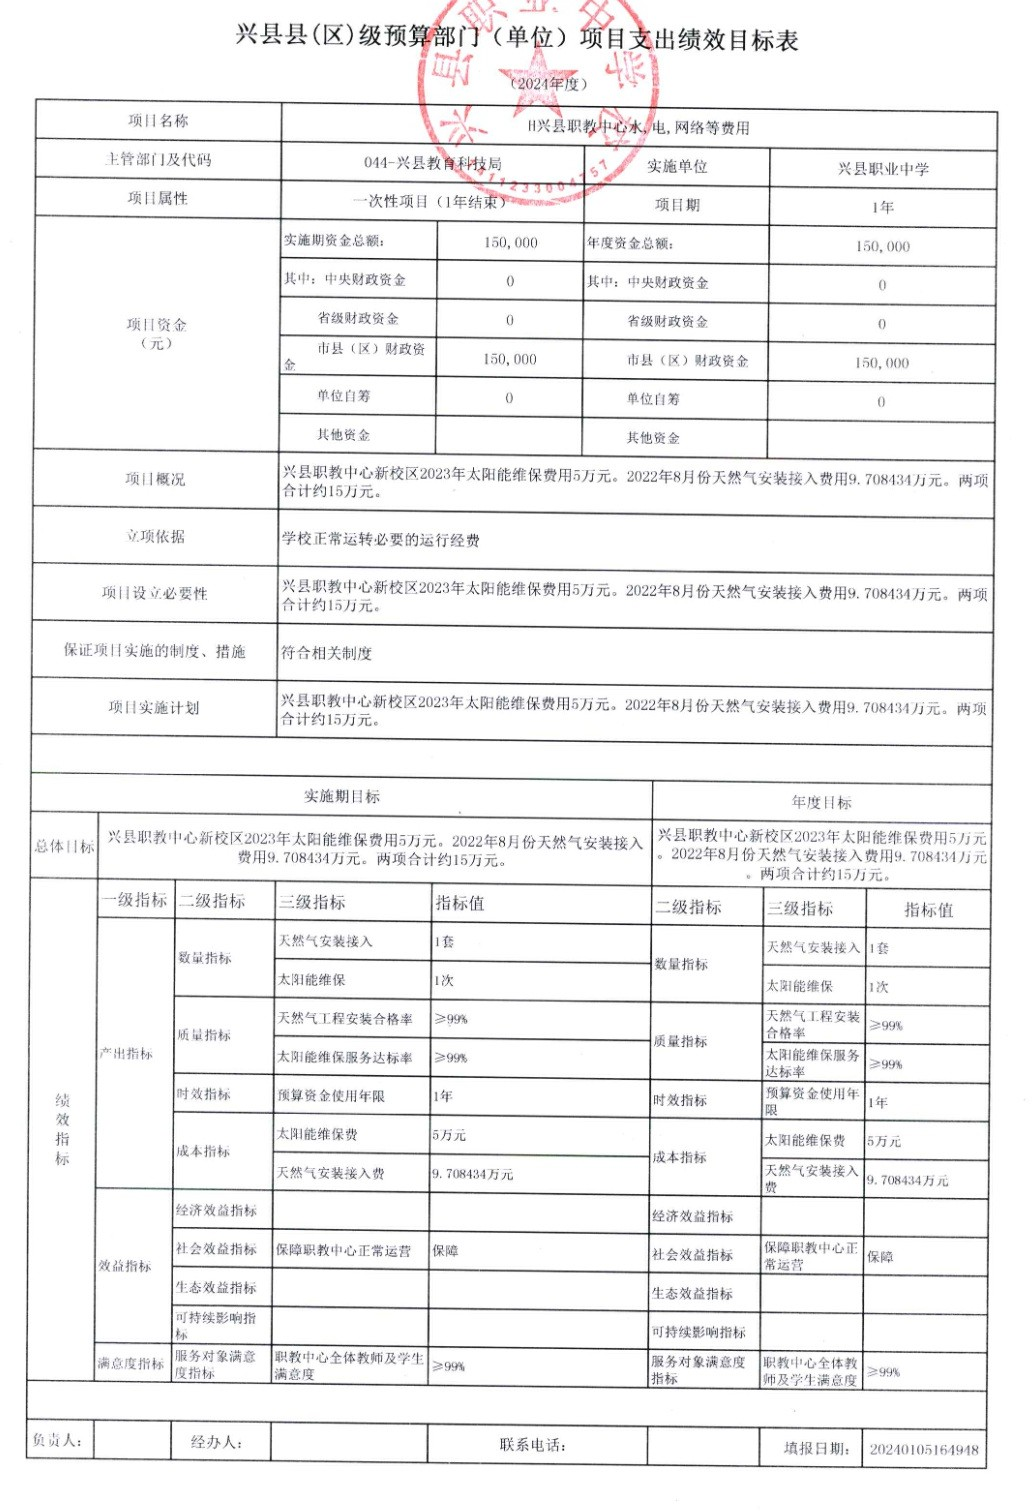 兴县县(区)级预算部门（单位）项目支出绩效目标表
（2024年度）
兴县职业中学校
1411233004757
项目名称
H兴县职教中心水,电,网络等费用
主管部门及代码
044-兴县教育科技局
实施单位
兴县职业中学
项目属性
一次性项目（1年结束）
项目期
1年
项目资金
（元）
实施期资金总额:
150,000
年度资金总额:
150,000
其中: 中央财政资金
0
其中: 中央财政资金
0
省级财政资金
0
省级财政资金
0
市县（区）财政资
金
150,000
市县（区）财政资金
150,000
单位自筹
0
单位自筹
0
其他资金
其他资金
项目概况
兴县职教中心新校区2023年太阳能维保费用5万元。2022年8月份天然气安装接入费用9.708434万元。两项
合计约15万元。
立项依据
学校正常运转必要的运行经费
项目设立必要性
兴县职教中心新校区2023年太阳能维保费用5万元。2022年8月份天然气安装接入费用9.708434万元。两项
合计约15万元。
保证项目实施的制度、措施
符合相关制度
项目实施计划
兴县职教中心新校区2023年太阳能维保费用5万元。2022年8月份天然气安装接入费用9.708434万元。两项
合计约15万元。
实施期目标
年度目标
总体目标
兴县职教中心新校区2023年太阳能维保费用5万元。2022年8月份天然气安装接入
费用9.708434万元。两项合计约15万元。
兴县职教中心新校区2023年太阳能维保费用5万元
。2022年8月份天然气安装接入费用9.708434万元
。两项合计约15万元。
绩
效
指
标
一级指标
二级指标
三级指标
指标值
二级指标
三级指标
指标值
产出指标
数量指标
天然气安装接入
1套
数量指标
天然气安装接入
1套
太阳能维保
1次
太阳能维保
1次
质量指标
天然气工程安装合格率
≥99%
质量指标
天然气工程安装
合格率
≥99%
太阳能维保服务达标率
≥99%
太阳能维保服务
达标率
≥99%
时效指标
预算资金使用年限
1年
时效指标
预算资金使用年
限
1年
成本指标
太阳能维保费
5万元
成本指标
太阳能维保费
5万元
天然气安装接入费
9.708434万元
天然气安装接入
费
9.708434万元
效益指标
经济效益指标
经济效益指标
社会效益指标
保障职教中心正常运营
保障
社会效益指标
保障职教中心正
常运营
保障
生态效益指标
生态效益指标
可持续影响指
标
可持续影响指标
满意度指标
服务对象满意
度指标
职教中心全体教师及学生
满意度
≥99%
服务对象满意度
指标
职教中心全体教
师及学生满意度
≥99%
负责人:
经办人:
联系电话:
填报日期:
20240105164948